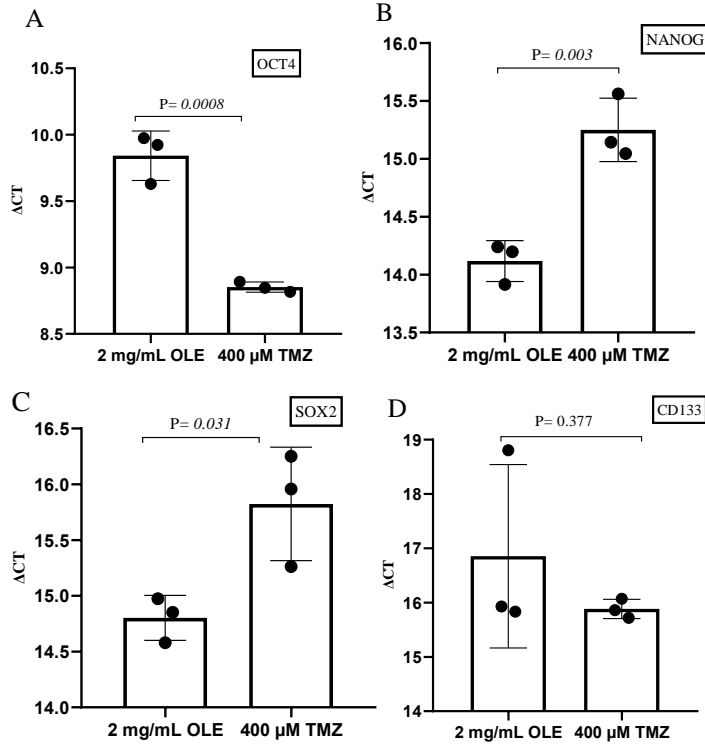 A
OCT4
P= 0.0008
10.5
10.0
9.5
9.0
8.5
ΔCT
2 mg/mL OLE 400 µM TMZ
B
NANOG
P= 0.003
16.0
15.5
15.0
14.5
14.0
13.5
ΔCT
2 mg/mL OLE 400 µM TMZ
C
SOX2
P= 0.031
16.5
16.0
15.5
15.0
14.5
14.0
ΔCT
2 mg/mL OLE 400 µM TMZ
D
CD133
P= 0.377
19
18
17
16
15
14
ΔCT
2 mg/mL OLE 400 µM TMZ